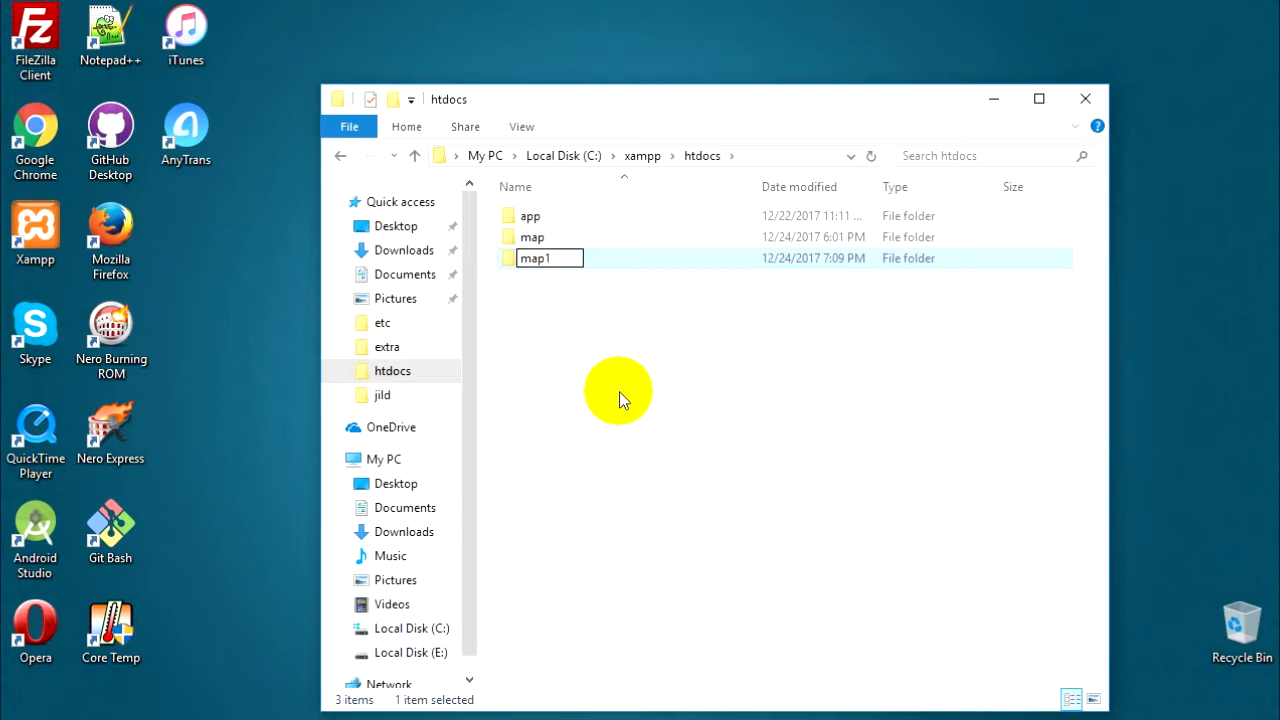 FileZilla
Client
Notepad++
iTunes
Google
Chrome
GitHub
Desktop
AnyTrans
Xampp
Mozilla
Firefox
Skype
Nero Burning
ROM
QuickTime
Player
Nero Express
Android
Studio
Git Bash
Opera
Core Temp
Recycle Bin
htdocs
File Home Share View
My PC Local Disk (C:) xampp htdocs
Search htdocs
Quick access
Desktop
Downloads
Documents
Pictures
etc
extra
htdocs
jild
OneDrive
My PC
Desktop
Documents
Downloads
Music
Pictures
Videos
Local Disk (C:)
Local Disk (E:)
Network
Name Date modified Type Size
app 12/22/2017 11:11 ... File folder
map 12/24/2017 6:01 PM File folder
map1 12/24/2017 7:09 PM File folder
3 items 1 item selected